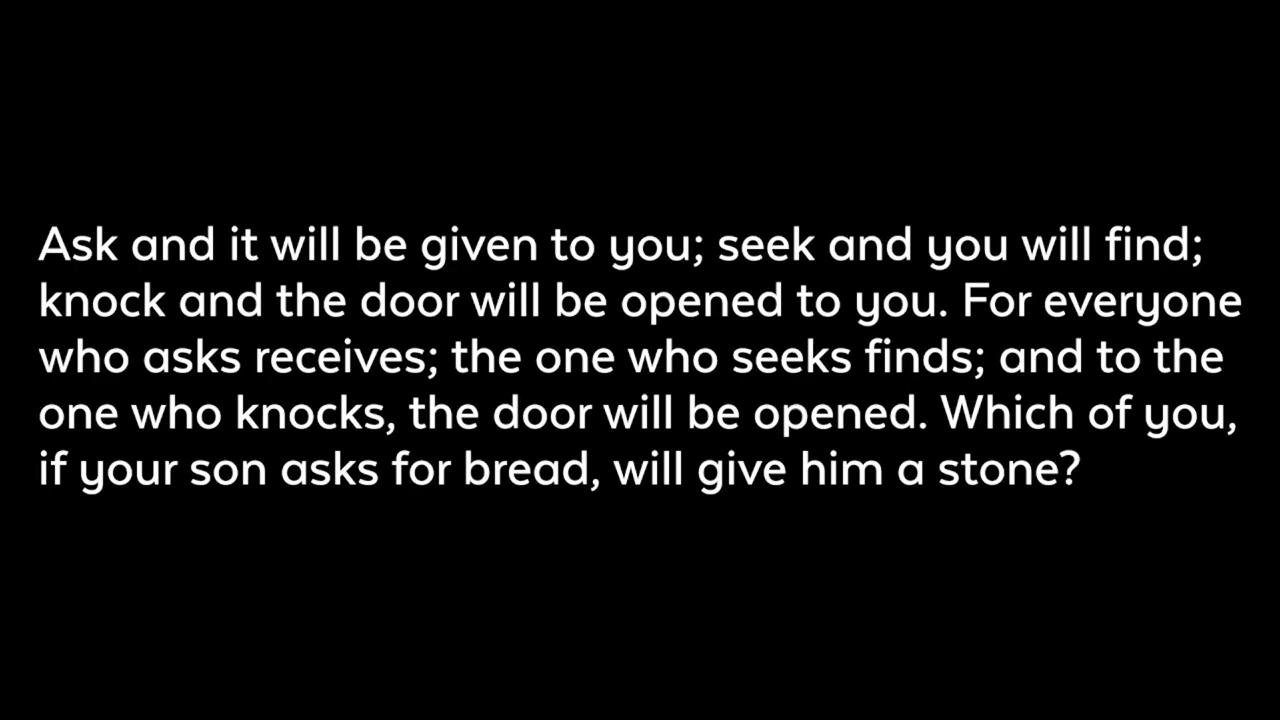 Ask and it will be given to you; seek and you will find;
knock and the door will be opened to you. For everyone
who asks receives; the one who seeks finds; and to the
one who knocks, the door will be opened. Which of you,
if your son asks for bread, will give him a stone?